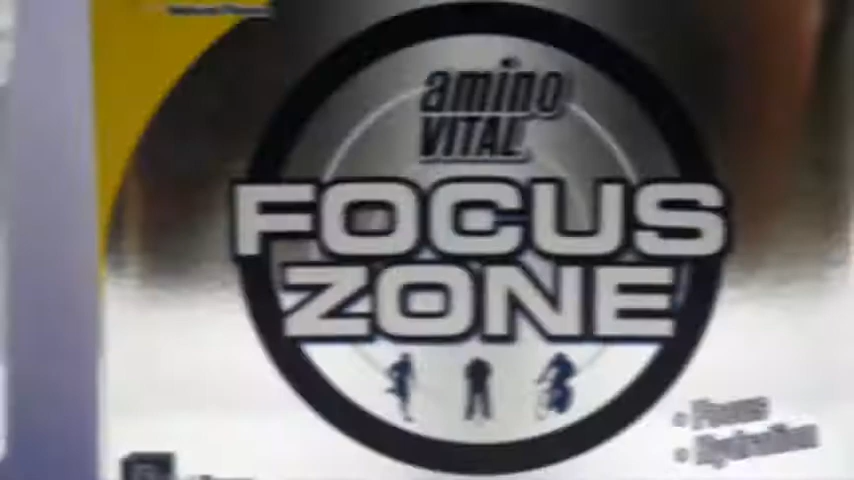 amino
VITAL
FOCUS
ZONE
• Focus
• Hydration